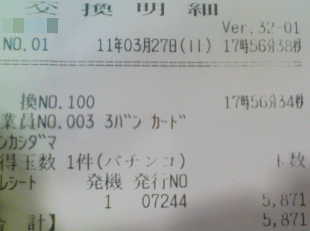 交 換 明 細
Ver.32-01
NO.01 11年03月27日(日) 17時56分38秒
換NO.100 17時56分34秒
業員NO.003 3バン カード
ンカシダマ
得玉数 1件(パチンコ) 玉数
レシート 発機 発行NO
1 07244 5,871
合 計】 5,871